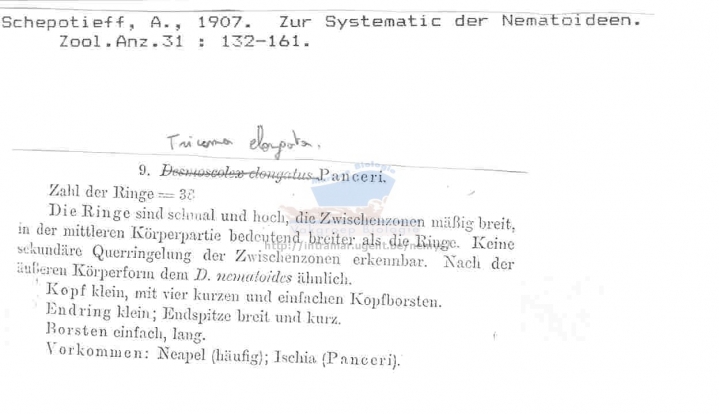 Schepotieff, A., 1907. Zur Systematic der Nematoideen.
Zool.Anz.31 : 132-161.
Tricoma elongata.
9. Desmoscolex elongatus Panceri.
Zahl der Ringe = 38
Die Ringe sind schmal und hoch, die Zwischenzonen mäßig breit,
in der mittleren Körperpartie bedeutend breiter als die Ringe. Keine
sekundäre Querringelung der Zwischenzonen erkennbar. Nach der
äußeren Körperform dem D. nematoides ähnlich.
Kopf klein, mit vier kurzen und einfachen Kopfborsten.
Endring klein; Endspitze breit und kurz.
Borsten einfach, lang.
Vorkommen: Neapel (häufig); Ischia (Panceri).